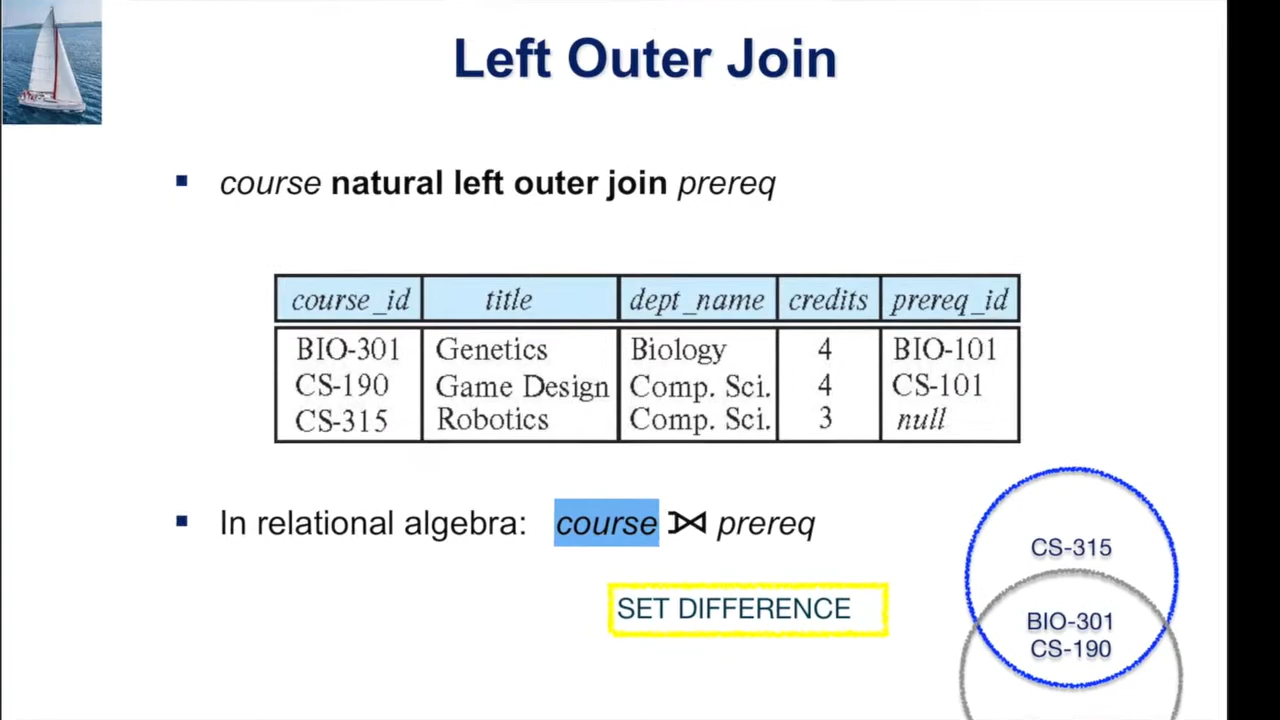 Left Outer Join
course natural left outer join prereq
course_id title dept_name credits prereq_id
BIO-301 Genetics Biology 4 BIO-101
CS-190 Game Design Comp. Sci. 4 CS-101
CS-315 Robotics Comp. Sci. 3 null
In relational algebra: course ⟕ prereq
SET DIFFERENCE
CS-315
BIO-301
CS-190